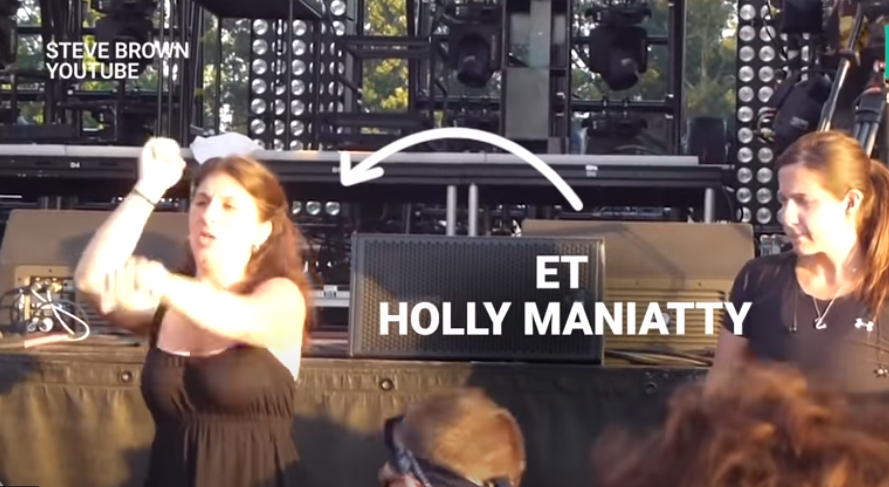 STEVE BROWN
YOUTUBE
ET
HOLLY MANIATTY